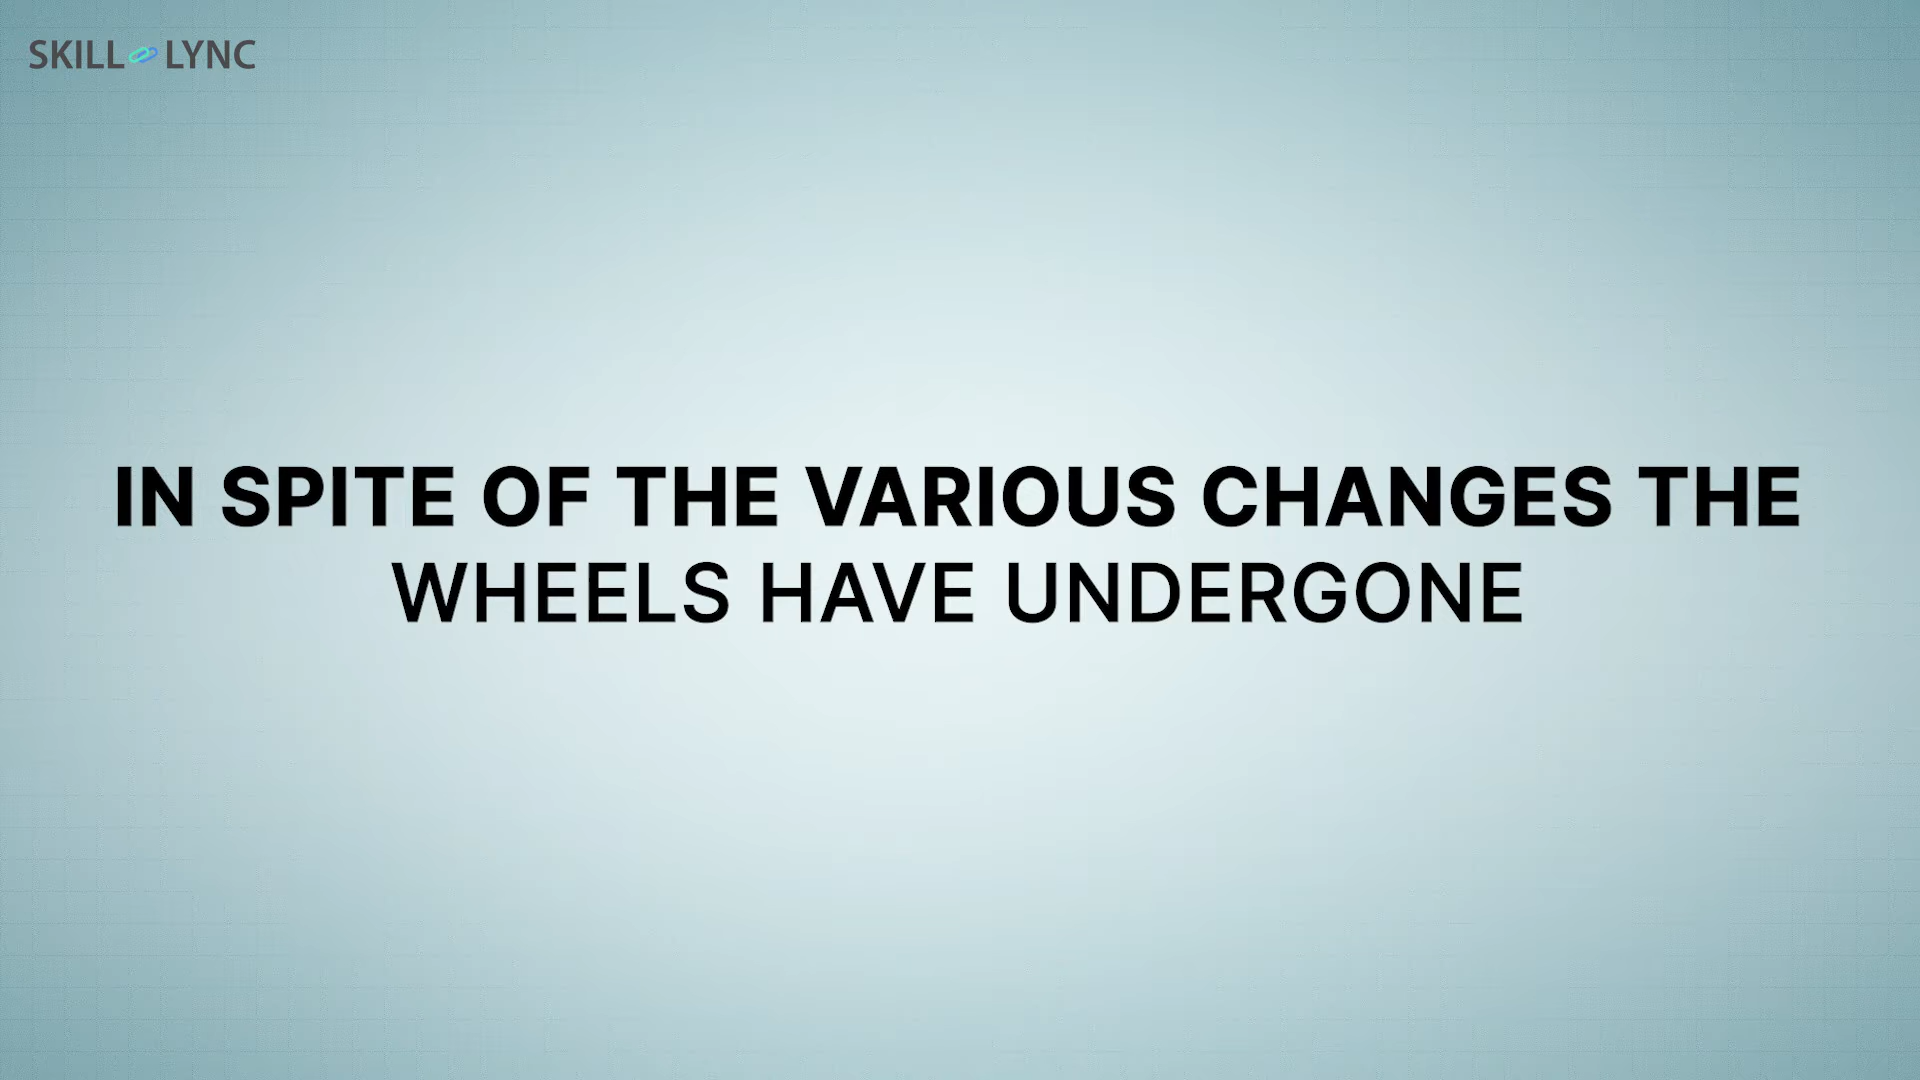 SKILL LYNC
IN SPITE OF THE VARIOUS CHANGES THE
WHEELS HAVE UNDERGONE